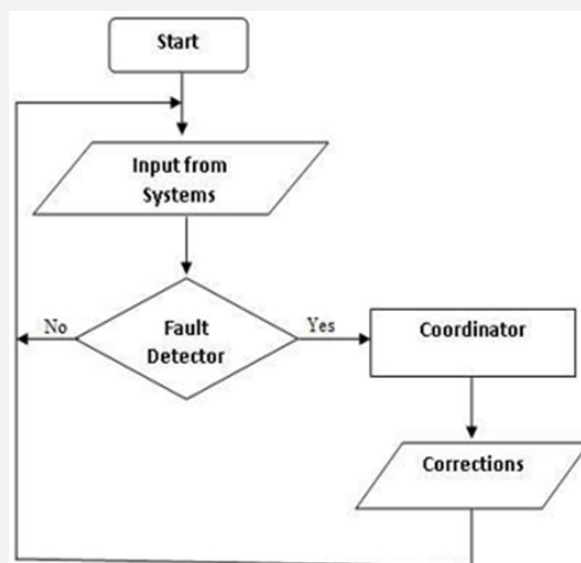 Start
Input from
Systems
No
Fault
Detector
Yes
Coordinator
Corrections